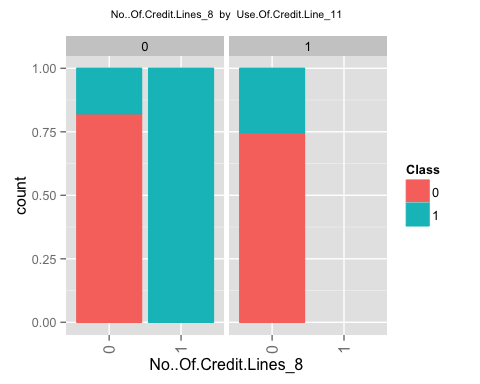 No..Of.Credit.Lines_8 by Use.Of.Credit.Line_11
0 1
1.00
0.75
0.50
0.25
0.00
count
0 1 0 1
No..Of.Credit.Lines_8
Class
0
1